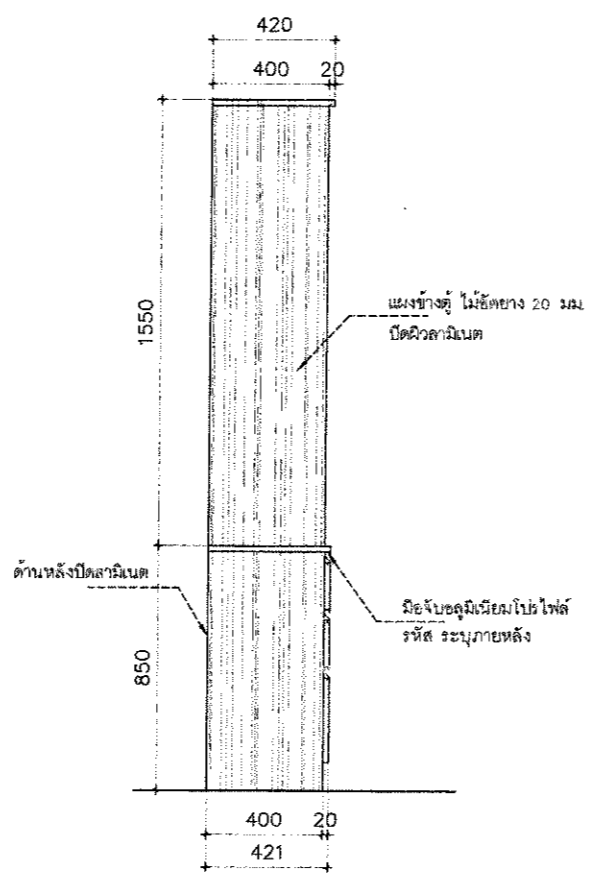 420
400 20
1550
แผงข้างตู้ ไม้อัดยาง 20 มม.
ปิดผิวลามิเนต
ด้านหลังปิดลามิเนต
มือจับอลูมิเนียมโปรไฟล์
รหัส ระบุภายหลัง
850
400 20
421